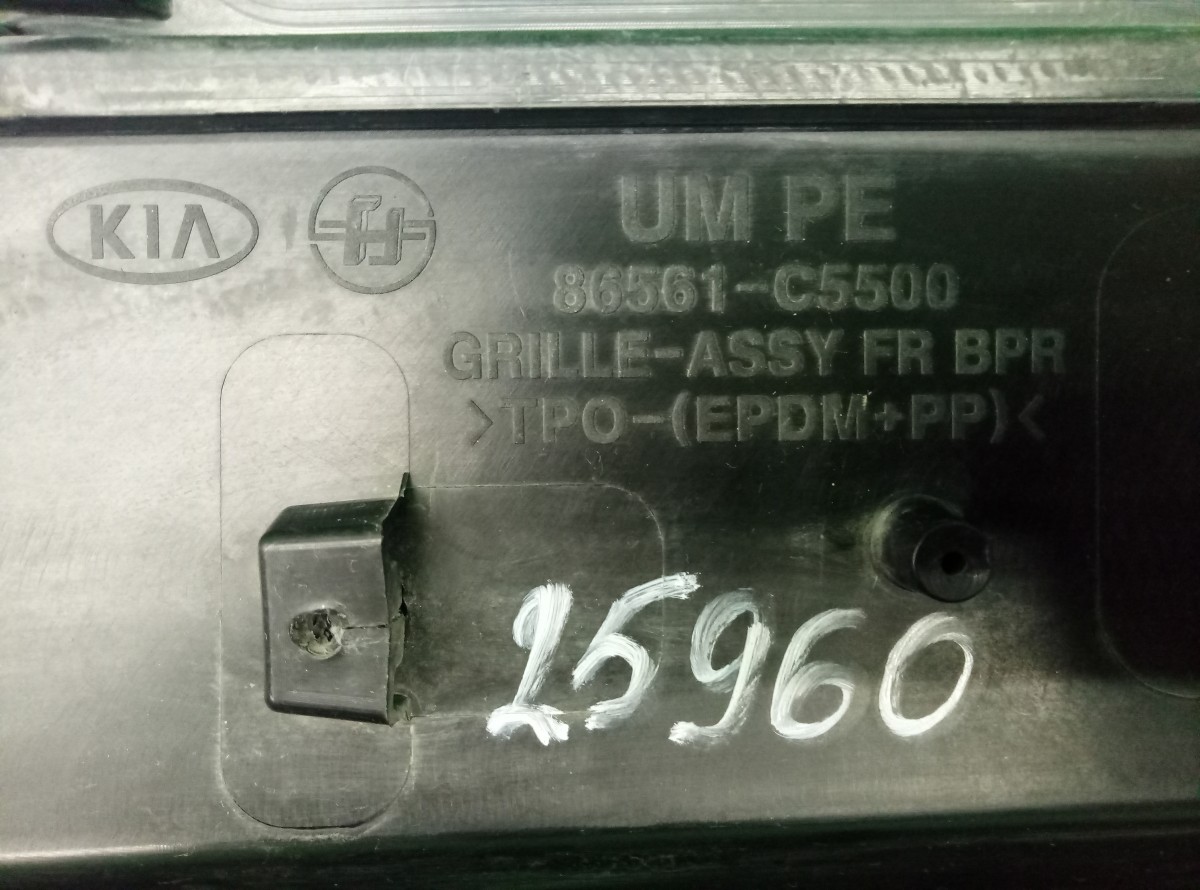 KIA
UM PE
86561-C5500
GRILLE-ASSY FR BPR
>TPO-(EPDM+PP)<
25960